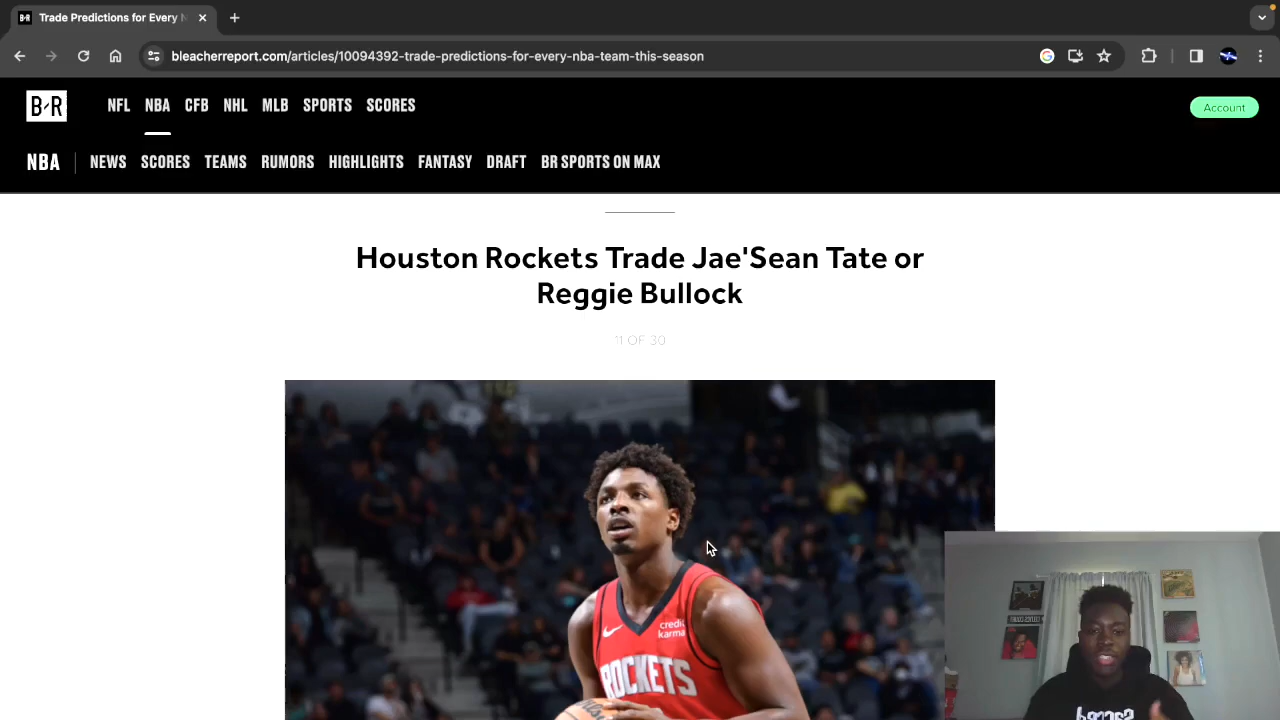 Trade Predictions for Every N
bleacherreport.com/articles/10094392-trade-predictions-for-every-nba-team-this-season
B/R
NFL NBA CFB NHL MLB SPORTS SCORES
Account
NBA NEWS SCORES TEAMS RUMORS HIGHLIGHTS FANTASY DRAFT BR SPORTS ON MAX
Houston Rockets Trade Jae'Sean Tate or
Reggie Bullock
11 OF 30
credit
karma
ROCKETS